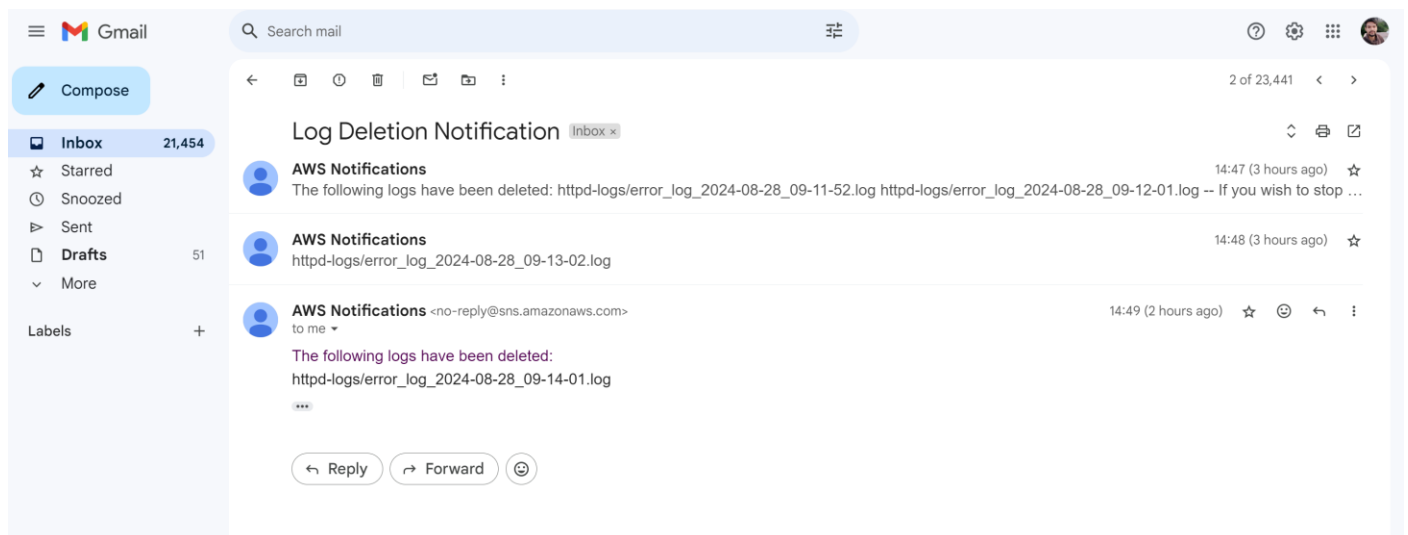 Gmail
Search mail
Compose
2 of 23,441
Inbox 21,454
Starred
Snoozed
Sent
Drafts 51
More
Labels +
Log Deletion Notification Inbox ×
AWS Notifications 14:47 (3 hours ago)
The following logs have been deleted: httpd-logs/error_log_2024-08-28_09-11-52.log httpd-logs/error_log_2024-08-28_09-12-01.log -- If you wish to stop …
AWS Notifications 14:48 (3 hours ago)
httpd-logs/error_log_2024-08-28_09-13-02.log
AWS Notifications <no-reply@sns.amazonaws.com> 14:49 (2 hours ago)
to me
The following logs have been deleted:
httpd-logs/error_log_2024-08-28_09-14-01.log
Reply Forward